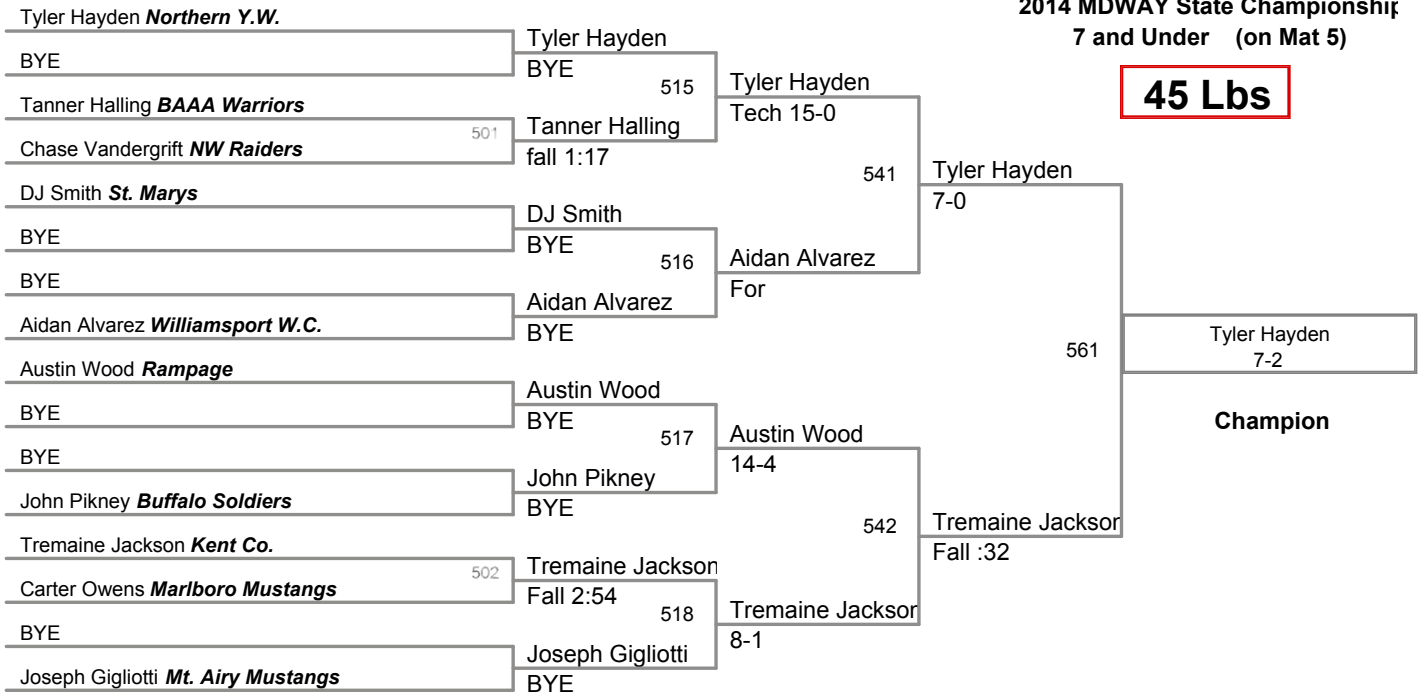 2014 MDWAY State Championship
7 and Under (on Mat 5)
45 Lbs
Tyler Hayden Northern Y.W.
BYE
Tanner Halling BAAA Warriors
501
Chase Vandergrift NW Raiders
DJ Smith St. Marys
BYE
BYE
Aidan Alvarez Williamsport W.C.
Austin Wood Rampage
BYE
BYE
John Pikney Buffalo Soldiers
Tremaine Jackson Kent Co.
502
Carter Owens Marlboro Mustangs
BYE
Joseph Gigliotti Mt. Airy Mustangs
Tyler Hayden
BYE
515
Tanner Halling
fall 1:17
DJ Smith
BYE
516
Aidan Alvarez
BYE
Austin Wood
BYE
517
John Pikney
BYE
Tremaine Jackson
Fall 2:54
518
Joseph Gigliotti
BYE
Tyler Hayden
Tech 15-0
541
Aidan Alvarez
For
Austin Wood
14-4
542
Tremaine Jackson
8-1
Tyler Hayden
7-0
561
Tremaine Jackson
Fall :32
Tyler Hayden
7-2
Champion